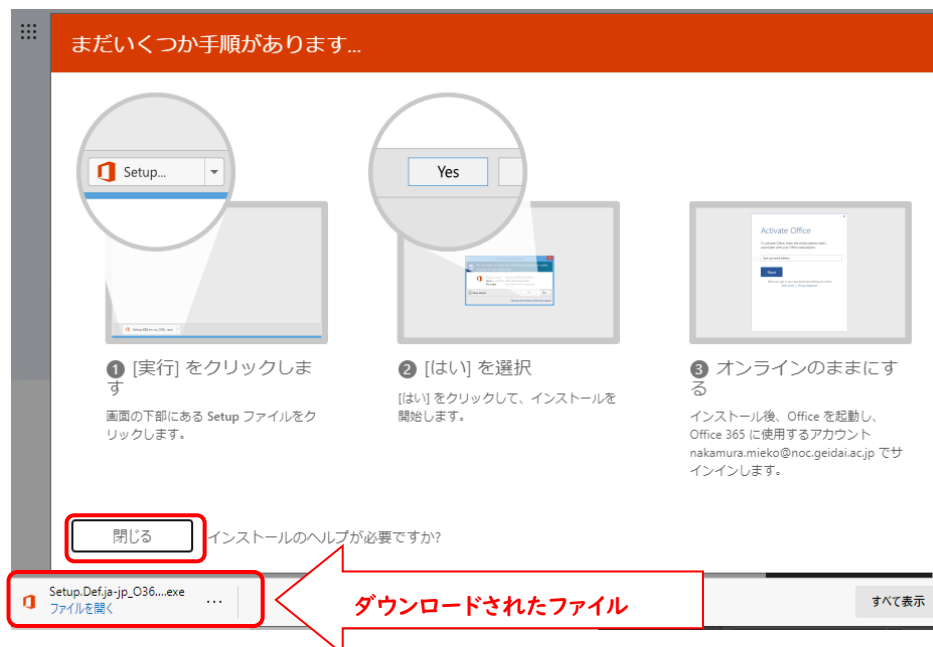 まだいくつか手順があります...
Setup...
Yes
Activate Office
Next
❶ [実行] をクリックしま
す
画面の下部にある Setup ファイルをク
リックします。
❷ [はい] を選択
[はい] をクリックして、インストールを
開始します。
❸ オンラインのままにす
る
インストール後、Office を起動し、
Office 365 に使用するアカウント
nakamura.mieko@noc.geidai.ac.jp でサ
インインします。
閉じる
インストールのヘルプが必要ですか?
Setup.Def.ja-jp_O36....exe
ファイルを開く
...
ダウンロードされたファイル
すべて表示